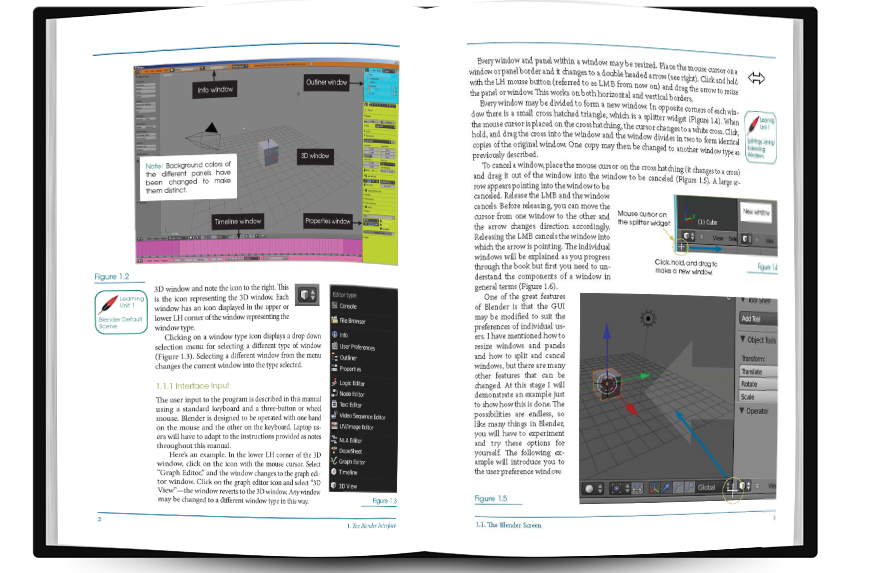 Info window
Outliner window
3D window
Note: Background colors of
the different panels have
been changed to make
them distinct.
Timeline window
Properties window
Figure 1.2
Learning
Unit 1
Blender Default
Scene
3D window and note the icon to the right. This
is the icon representing the 3D window. Each
window has an icon displayed in the upper or
lower LH corner of the window representing the
window type.
Clicking on a window type icon displays a drop down
selection menu for selecting a different type of window
(Figure 1.3). Selecting a different window from the menu
changes the current window into the type selected.
1.1.1 Interface Input
The user input to the program is described in this manual
using a standard keyboard and a three-button or wheel
mouse. Blender is designed to be operated with one hand
on the mouse and the other on the keyboard. Laptop us-
ers will have to adapt to the instructions provided as notes
throughout this manual.
Here's an example. In the lower LH corner of the 3D
window, click on the icon with the mouse cursor. Select
"Graph Editor," and the window changes to the graph edi-
tor window. Click on the graph editor icon and select "3D
View"—the window reverts to the 3D window. Any window
may be changed to a different window type in this way.
Editor type:
Console
File Browser
Info
User Preferences
Outliner
Properties
Logic Editor
Node Editor
Text Editor
Video Sequence Editor
UV/Image Editor
NLA Editor
DopeSheet
Graph Editor
Timeline
3D View
Figure 1.3
2
1. The Blender Interface
Every window and panel within a window may be resized. Place the mouse cursor on a
window or panel border and it changes to a double headed arrow (see right). Click and hold
with the LH mouse button (referred to as LMB from now on) and drag the arrow to resize
the panel or window. This works on both horizontal and vertical borders.
Every window may be divided to form a new window. In opposite corners of each win-
dow there is a small cross hatched triangle, which is a splitter widget (Figure 1.4). When
the mouse cursor is placed on the cross hatching, the cursor changes to a white cross. Click,
hold, and drag the cross into the window and the window divides in two to form identical
copies of the original window. One copy may then be changed to another window type as
previously described.
Learning
Unit 1
To cancel a window, place the mouse cursor on the cross hatching (it changes to a cross)
and drag it out of the window into the window to be canceled (Figure 1.5). A large ar-
row appears pointing into the window to be
canceled. Release the LMB and the window
cancels. Before releasing, you can move the
cursor from one window to the other and
the arrow changes direction accordingly.
Releasing the LMB cancels the window into
which the arrow is pointing. The individual
windows will be explained as you progress
through the book but first you need to un-
derstand the components of a window in
general terms (Figure 1.6).
Mouse cursor on
the splitter widget
(1) Cube
New window
View
Click, hold, and drag to
make a new window
Figure 1.4
One of the great features
of Blender is that the GUI
may be modified to suit the
preferences of individual us-
ers. I have mentioned how to
resize windows and panels
and how to split and cancel
windows, but there are many
other features that can be
changed. At this stage I will
demonstrate an example just
to show how this is done. The
possibilities are endless, so
like many things in Blender,
you will have to experiment
and try these options for
yourself. The following ex-
ample will introduce you to
the user preference window.
Add Tool
Object Tools
Transform:
Translate
Rotate
Scale
Operator
Global
Figure 1.5
1.1. The Blender Screen